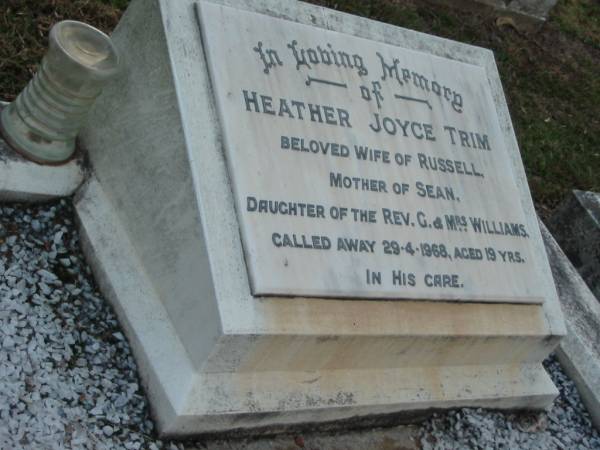 In Loving Memory
of
HEATHER JOYCE TRIM
BELOVED WIFE OF RUSSELL.
MOTHER OF SEAN.
DAUGHTER OF THE REV. G. & MRS WILLIAMS.
CALLED AWAY 29-4-1968, AGED 19 YRS.
IN HIS CARE.